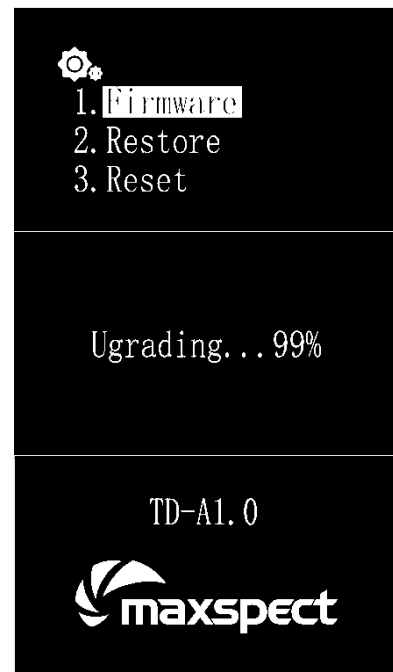 1. Firmware
2. Restore
3. Reset
Ugrading...99%
TD-A1.0
maxspect